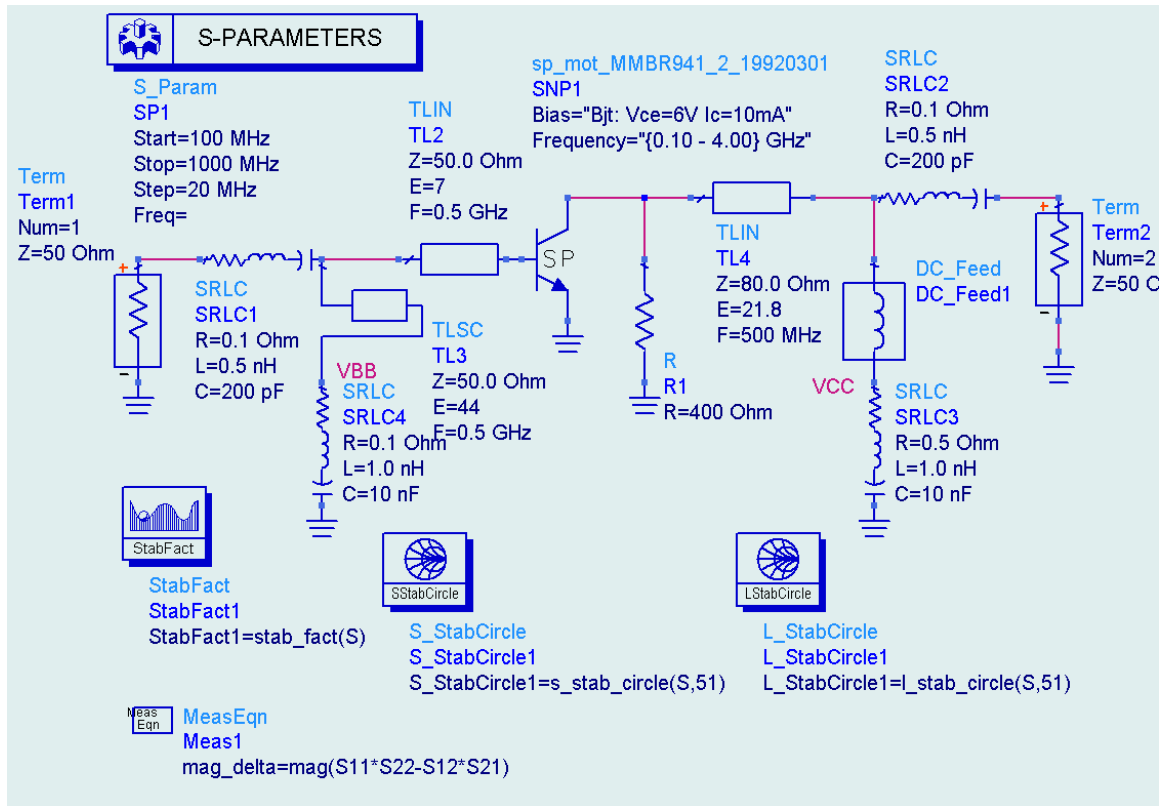 S-PARAMETERS
S_Param
SP1
Start=100 MHz
Stop=1000 MHz
Step=20 MHz
Freq=
Term
Term1
Num=1
Z=50 Ohm
+
-
SRLC
SRLC1
R=0.1 Ohm
L=0.5 nH
C=200 pF
TLIN
TL2
Z=50.0 Ohm
E=7
F=0.5 GHz
sp_mot_MMBR941_2_19920301
SNP1
Bias="Bjt: Vce=6V Ic=10mA"
Frequency="{0.10 - 4.00} GHz"
SP
SRLC
SRLC2
R=0.1 Ohm
L=0.5 nH
C=200 pF
TLIN
TL4
Z=80.0 Ohm
E=21.8
F=500 MHz
+
-
Term
Term2
Num=2
Z=50 O
DC_Feed
DC_Feed1
TLSC
TL3
Z=50.0 Ohm
E=44
F=0.5 GHz
VBB
SRLC
SRLC4
R=0.1 Ohm
L=1.0 nH
C=10 nF
R
R1
R=400 Ohm
VCC
SRLC
SRLC3
R=0.5 Ohm
L=1.0 nH
C=10 nF
StabFact
StabFact
StabFact1
StabFact1=stab_fact(S)
SStabCircle
S_StabCircle
S_StabCircle1
S_StabCircle1=s_stab_circle(S,51)
LStabCircle
L_StabCircle
L_StabCircle1
L_StabCircle1=l_stab_circle(S,51)
Meas
Eqn
MeasEqn
Meas1
mag_delta=mag(S11*S22-S12*S21)